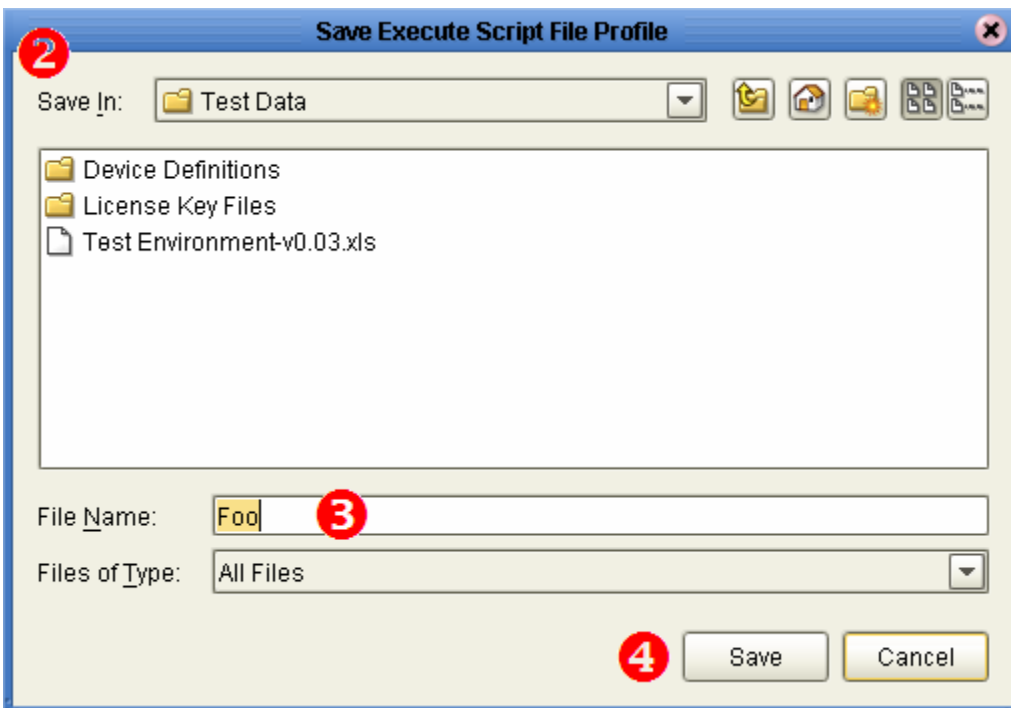 Save Execute Script File Profile
2
Save In: Test Data
Device Definitions
License Key Files
Test Environment-v0.03.xls
File Name: Foo 3
Files of Type: All Files
4 Save Cancel